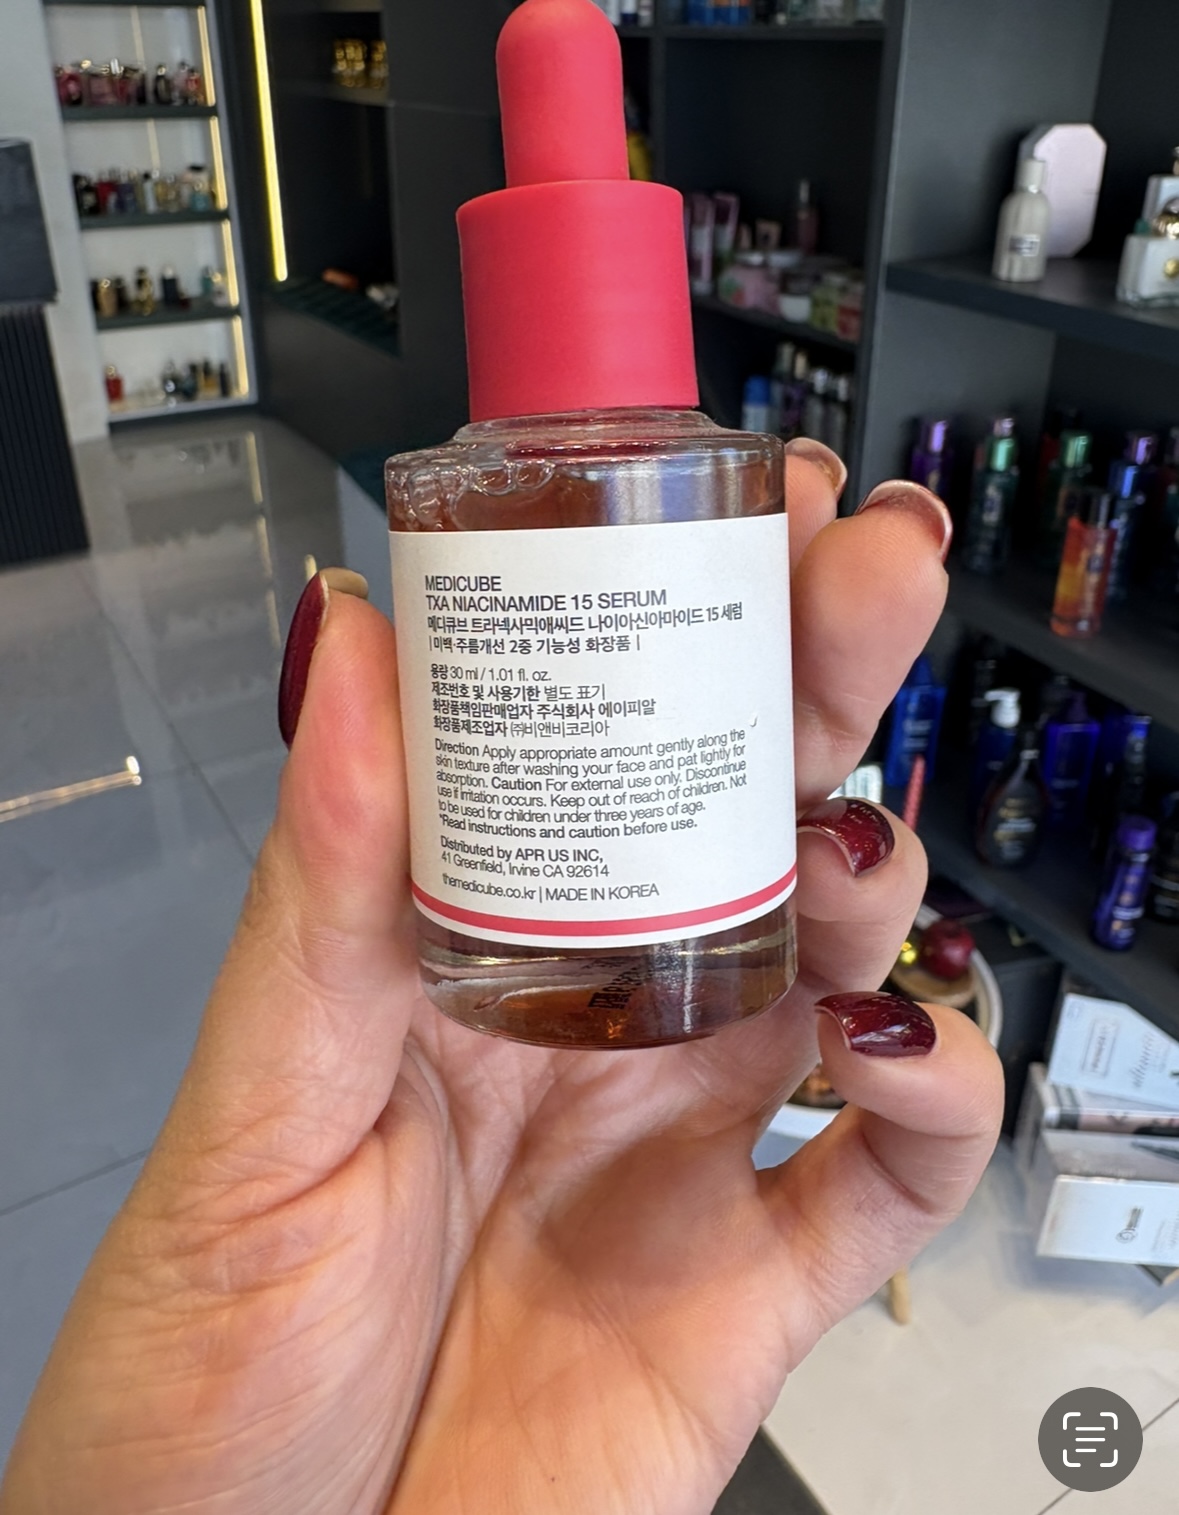 MEDICUBE
TXA NIACINAMIDE 15 SERUM
메디큐브 트라넥사믹애씨드 나이아신아마이드 15 세럼
| 미백·주름개선 2중 기능성 화장품 |
용량 30 ml / 1.01 fl. oz.
제조번호 및 사용기한 별도 표기
화장품책임판매업자 주식회사 에이피알
화장품제조업자 ㈜비앤비코리아
Direction Apply appropriate amount gently along the
skin texture after washing your face and pat lightly for
absorption. Caution For external use only. Discontinue
use if irritation occurs. Keep out of reach of children. Not
to be used for children under three years of age.
*Read instructions and caution before use.
Distributed by APR US INC,
41 Greenfield, Irvine CA 92614
themedicube.co.kr | MADE IN KOREA